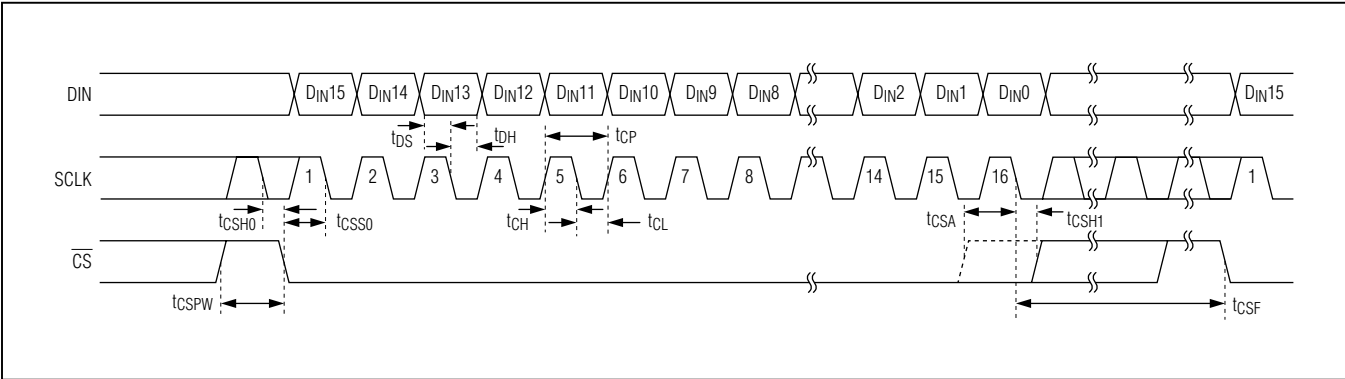 DIN DIN15 DIN14 DIN13 DIN12 DIN11 DIN10 DIN9 DIN8 DIN2 DIN1 DIN0 DIN15
tDS tDH tCP
SCLK 1 2 3 4 5 6 7 8 14 15 16 1
tCSH0 tCSS0 tCH tCL tCSA tCSH1
CS
tCSPW tCSF